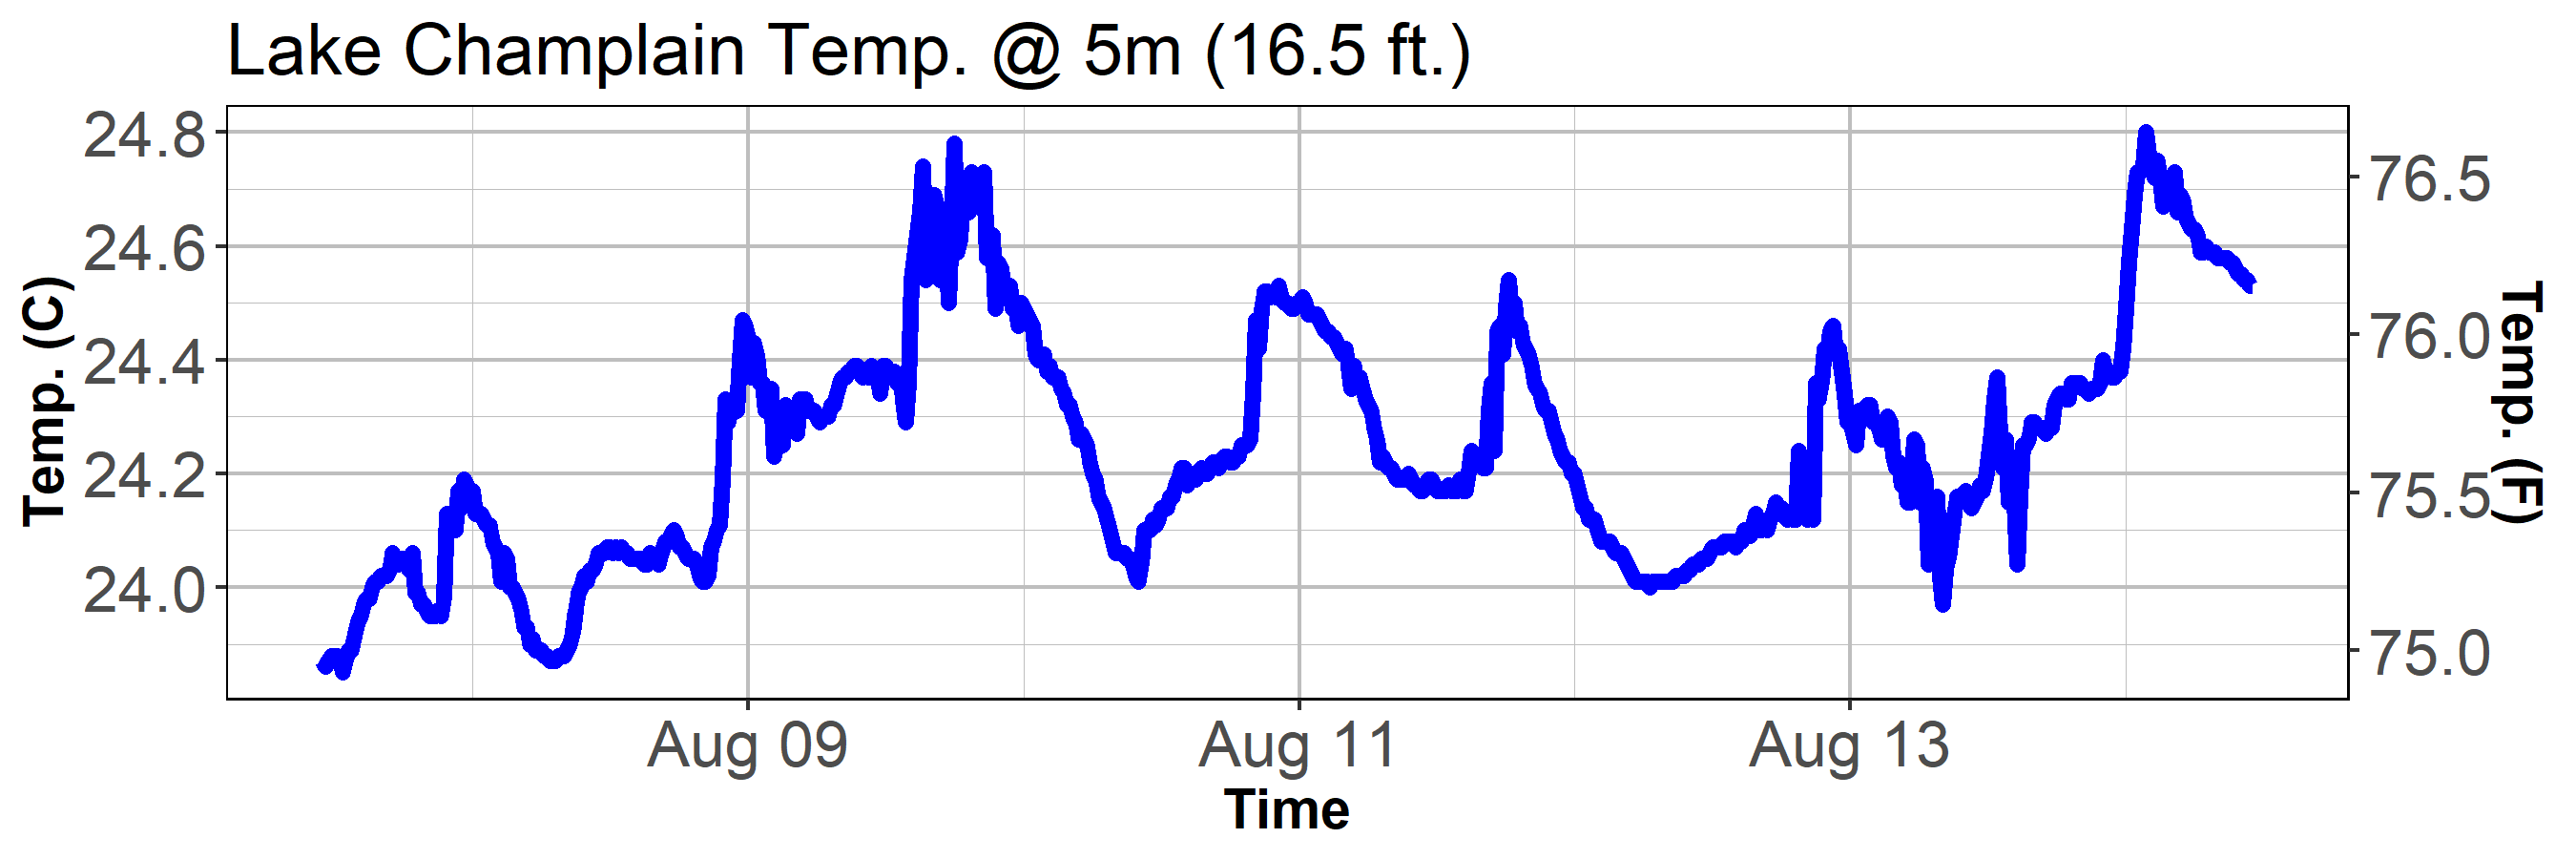 Lake Champlain Temp. @ 5m (16.5 ft.)
Temp. (C)
24.8
24.6
24.4
24.2
24.0
76.5
76.0
75.5
75.0
Temp. (F)
Aug 09 Aug 11 Aug 13
Time